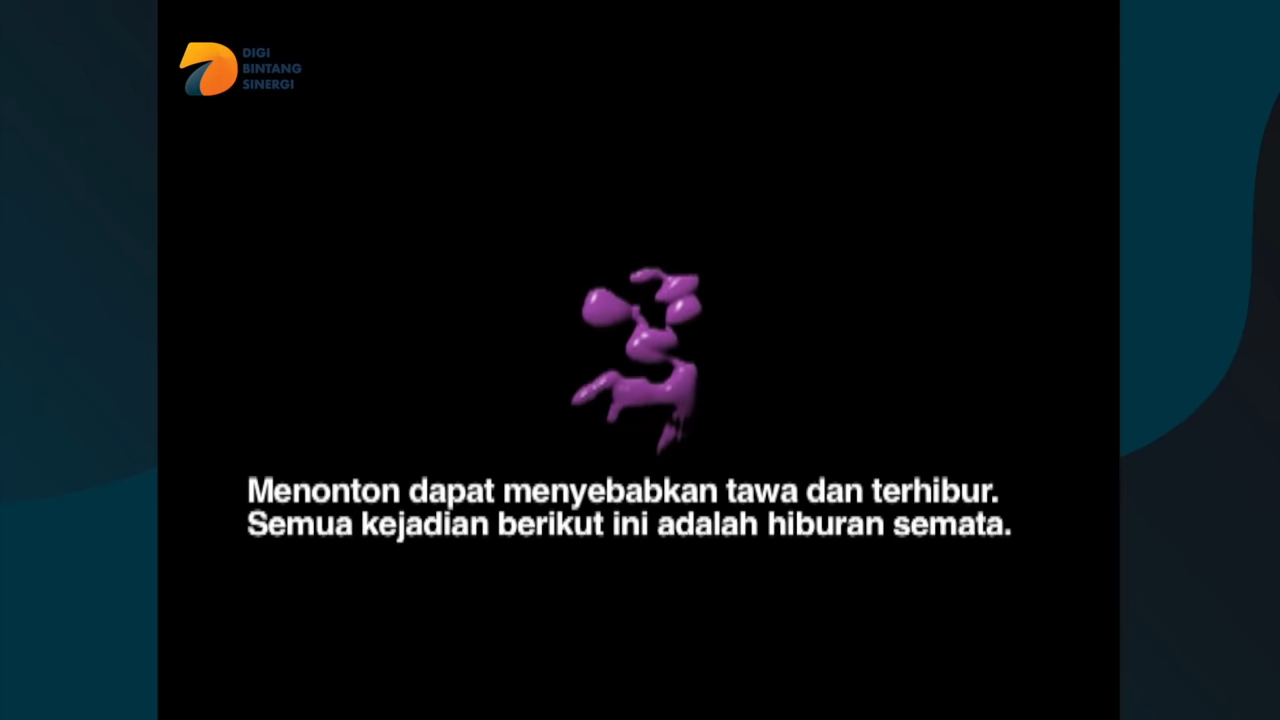 DIGI
BINTANG
SINERGI
Menonton dapat menyebabkan tawa dan terhibur.
Semua kejadian berikut ini adalah hiburan semata.